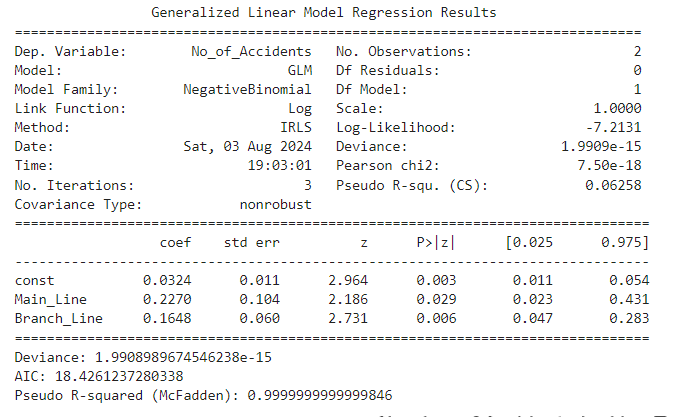 Generalized Linear Model Regression Results
==============================================================================
Dep. Variable: No_of_Accidents No. Observations: 2
Model: GLM Df Residuals: 0
Model Family: NegativeBinomial Df Model: 1
Link Function: Log Scale: 1.0000
Method: IRLS Log-Likelihood: -7.2131
Date: Sat, 03 Aug 2024 Deviance: 1.9909e-15
Time: 19:03:01 Pearson chi2: 7.50e-18
No. Iterations: 3 Pseudo R-squ. (CS): 0.06258
Covariance Type: nonrobust
===============================================================================
coef std err z P>|z| [0.025 0.975]
-------------------------------------------------------------------------------
const 0.0324 0.011 2.964 0.003 0.011 0.054
Main_Line 0.2270 0.104 2.186 0.029 0.023 0.431
Branch_Line 0.1648 0.060 2.731 0.006 0.047 0.283
===============================================================================
Deviance: 1.9908989674546238e-15
AIC: 18.4261237280338
Pseudo R-squared (McFadden): 0.9999999999999846